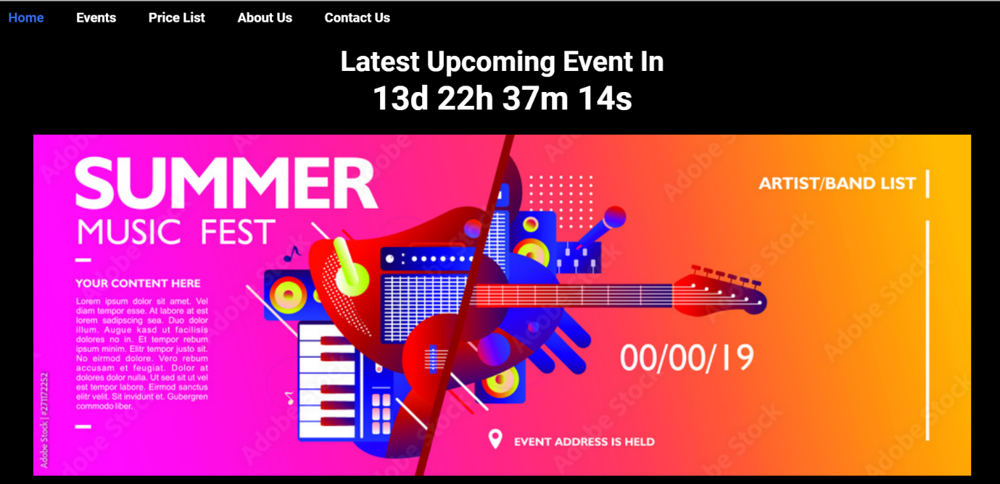 Home Events Price List About Us Contact Us
Latest Upcoming Event In
13d 22h 37m 14s
SUMMER
MUSIC FEST
YOUR CONTENT HERE
Lorem ipsum dolor sit amet. Vel
diam tempor esse. At labore at est
lorem sadipscing sea. Duo dolor
illum. Augue kasd ut facilisis
dolores no in. Et tempor rebum
ipsum minim. Elitr tempor justo sit.
No eirmod dolore. Vero rebum
accusam et feugiat. Dolor at
dolores dolor nulla. Ut sed sit ut vel
est tempor labore. Eirmod sanctus
elitr velit. Sit invidunt et. Gubergren
commodo liber.
ARTIST/BAND LIST
00/00/19
EVENT ADDRESS IS HELD
Adobe Stock | #271172252
Adobe Stock